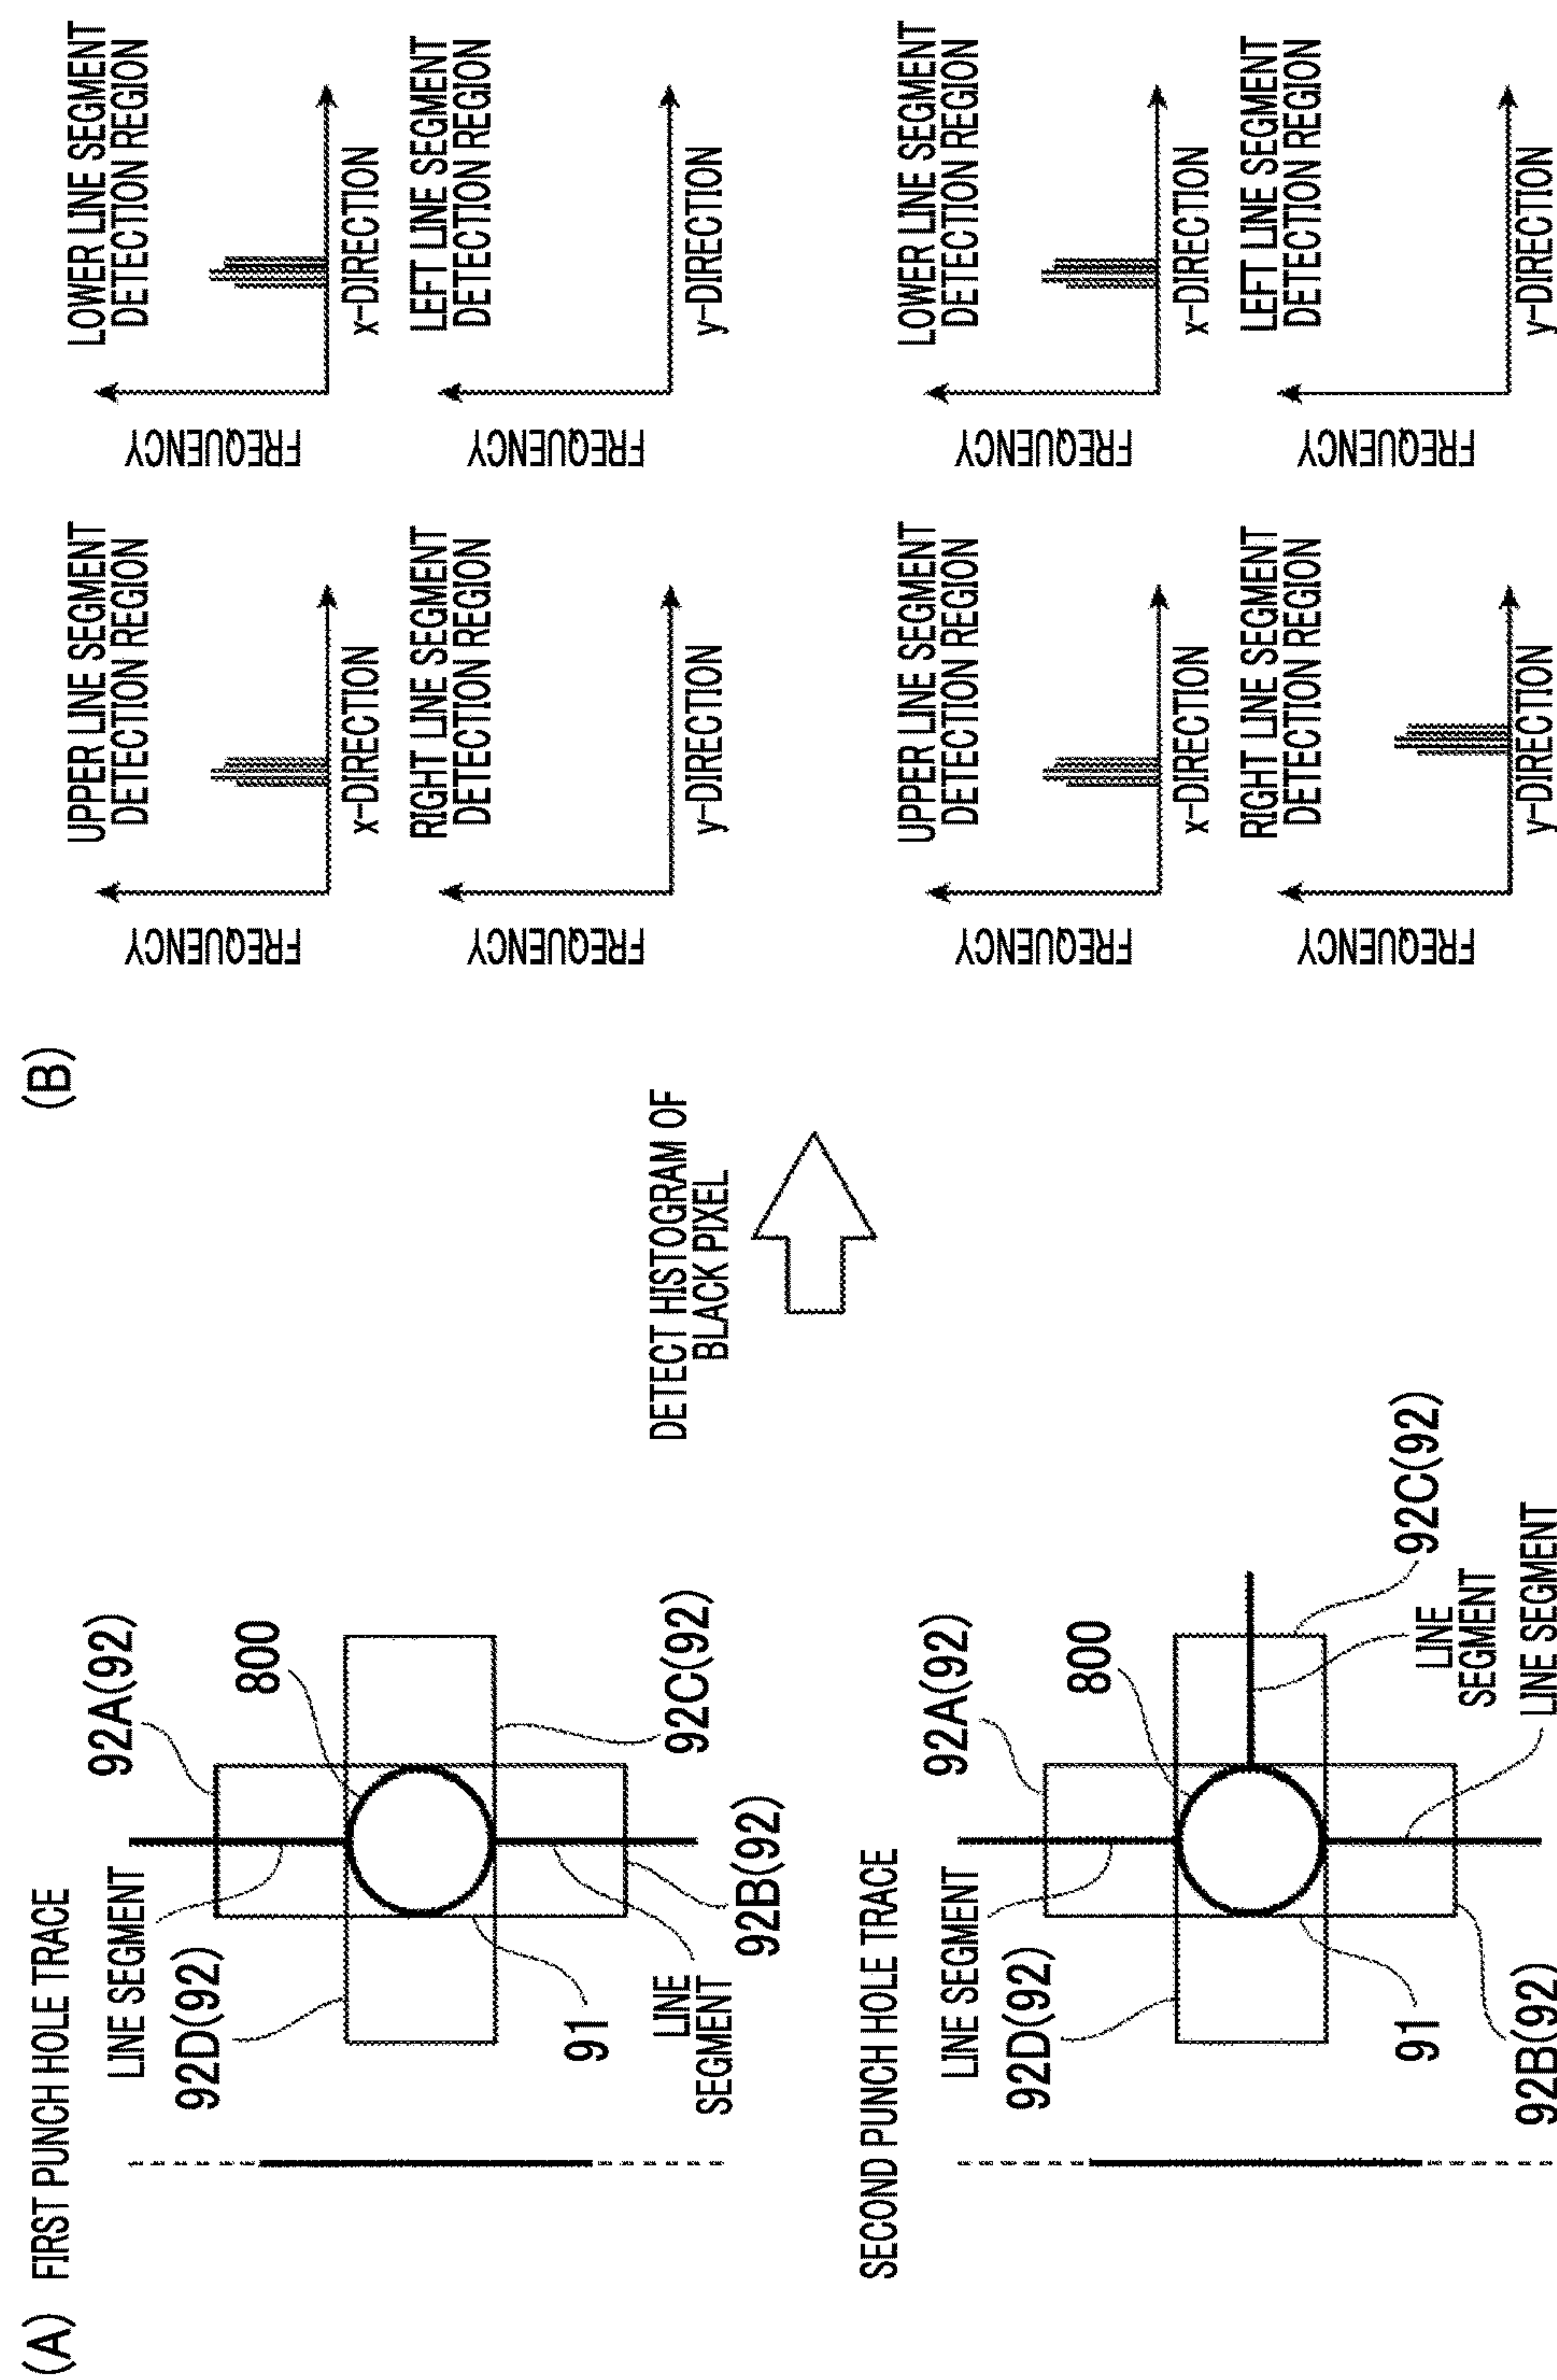 (A)
FIRST PUNCH HOLE TRACE
LINE SEGMENT
92A(92)
92D(92)
800
91
LINE
SEGMENT
92C(92)
92B(92)
SECOND PUNCH HOLE TRACE
LINE SEGMENT
92A(92)
92D(92)
800
91
92C(92)
LINE
SEGMENT
92B(92)
LINE SEGMENT
DETECT HISTOGRAM OF
BLACK PIXEL
(B)
UPPER LINE SEGMENT
DETECTION REGION
FREQUENCY
x-DIRECTION
LOWER LINE SEGMENT
DETECTION REGION
FREQUENCY
x-DIRECTION
RIGHT LINE SEGMENT
DETECTION REGION
FREQUENCY
y-DIRECTION
LEFT LINE SEGMENT
DETECTION REGION
FREQUENCY
y-DIRECTION
UPPER LINE SEGMENT
DETECTION REGION
FREQUENCY
x-DIRECTION
LOWER LINE SEGMENT
DETECTION REGION
FREQUENCY
x-DIRECTION
RIGHT LINE SEGMENT
DETECTION REGION
FREQUENCY
y-DIRECTION
LEFT LINE SEGMENT
DETECTION REGION
FREQUENCY
y-DIRECTION